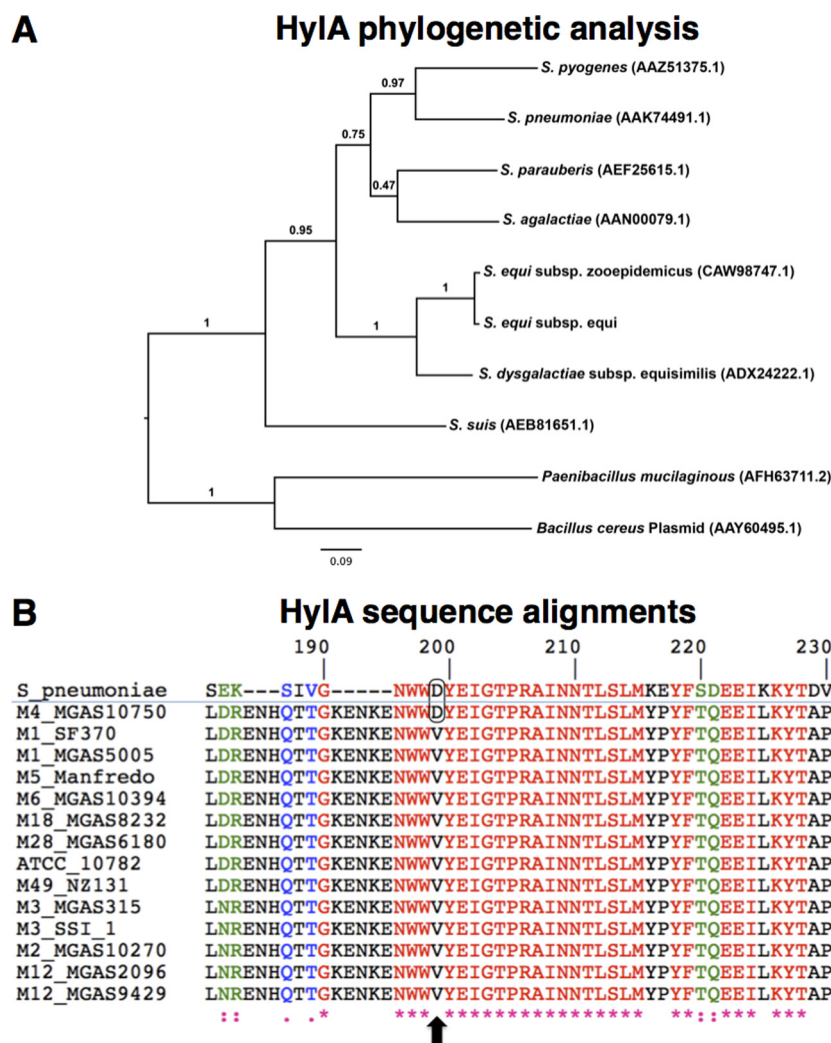 A HylA phylogenetic analysis
S. pyogenes (AAZ51375.1)
0.97
S. pneumoniae (AAK74491.1)
0.75
S. parauberis (AEF25615.1)
0.47
S. agalactiae (AAN00079.1)
0.95
S. equi subsp. zooepidemicus (CAW98747.1)
1
S. equi subsp. equi
1
1
S. dysgalactiae subsp. equisimilis (ADX24222.1)
S. suis (AEB81651.1)
Paenibacillus mucilaginous (AFH63711.2)
1
Bacillus cereus Plasmid (AAY60495.1)
0.09
B HylA sequence alignments
190 200 210 220 230
S_pneumoniae SEK---SIVG-----NWWDYEIGTPRAINNTLSLMKEYFSDEEIKKYTDV
M4_MGAS10750 LDRENHQTTGKENKENWWDYEIGTPRAINNTLSLMYPYFTQEEILKYTAP
M1_SF370 LDRENHQTTGKENKENWWVYEIGTPRAINNTLSLMYPYFTQEEILKYTAP
M1_MGAS5005 LDRENHQTTGKENKENWWVYEIGTPRAINNTLSLMYPYFTQEEILKYTAP
M5_Manfredo LDRENHQTTGKENKENWWVYEIGTPRAINNTLSLMYPYFTQEEILKYTAP
M6_MGAS10394 LDRENHQTTGKENKENWWVYEIGTPRAINNTLSLMYPYFTQEEILKYTAP
M18_MGAS8232 LDRENHQTTGKENKENWWVYEIGTPRAINNTLSLMYPYFTQEEILKYTAP
M28_MGAS6180 LDRENHQTTGKENKENWWVYEIGTPRAINNTLSLMYPYFTQEEILKYTAP
ATCC_10782 LDRENHQTTGKENKENWWVYEIGTPRAINNTLSLMYPYFTQEEILKYTAP
M49_NZ131 LDRENHQTTGKENKENWWVYEIGTPRAINNTLSLMYPYFTQEEILKYTAP
M3_MGAS315 LNRENHQTTGKENKENWWVYEIGTPRAINNTLSLMYPYFTQEEILKYTAP
M3_SSI_1 LNRENHQTTGKENKENWWVYEIGTPRAINNTLSLMYPYFTQEEILKYTAP
M2_MGAS10270 LNRENHQTTGKENKENWWVYEIGTPRAINNTLSLMYPYFTQEEILKYTAP
M12_MGAS2096 LNRENHQTTGKENKENWWVYEIGTPRAINNTLSLMYPYFTQEEILKYTAP
M12_MGAS9429 LNRENHQTTGKENKENWWVYEIGTPRAINNTLSLMYPYFTQEEILKYTAP
:: . .* *** **************** **::*** ***